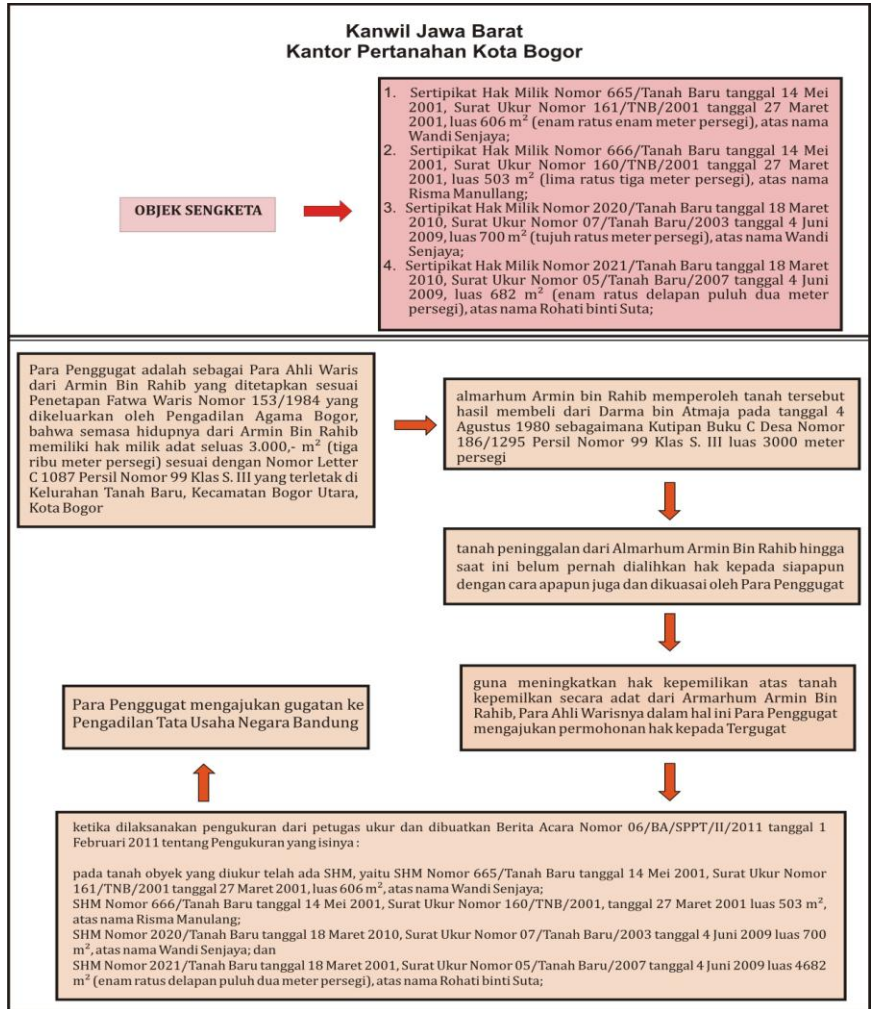 Kanwil Jawa Barat
Kantor Pertanahan Kota Bogor
OBJEK SENGKETA
1. Sertipikat Hak Milik Nomor 665/Tanah Baru tanggal 14 Mei
2001, Surat Ukur Nomor 161/TNB/2001 tanggal 27 Maret
2001, luas 606 m² (enam ratus enam meter persegi), atas nama
Wandi Senjaya;
2. Sertipikat Hak Milik Nomor 666/Tanah Baru tanggal 14 Mei
2001, Surat Ukur Nomor 160/TNB/2001 tanggal 27 Maret
2001, luas 503 m² (lima ratus tiga meter persegi), atas nama
Risma Manullang;
3. Sertipikat Hak Milik Nomor 2020/Tanah Baru tanggal 18 Maret
2010, Surat Ukur Nomor 07/Tanah Baru/2003 tanggal 4 Juni
2009, luas 700 m² (tujuh ratus meter persegi), atas nama Wandi
Senjaya;
4. Sertipikat Hak Milik Nomor 2021/Tanah Baru tanggal 18 Maret
2010, Surat Ukur Nomor 05/Tanah Baru/2007 tanggal 4 Juni
2009, luas 682 m² (enam ratus delapan puluh dua meter
persegi), atas nama Rohati binti Suta;
Para Penggugat adalah sebagai Para Ahli Waris
dari Armin Bin Rahib yang ditetapkan sesuai
Penetapan Fatwa Waris Nomor 153/1984 yang
dikeluarkan oleh Pengadilan Agama Bogor,
bahwa semasa hidupnya dari Armin Bin Rahib
memiliki hak milik adat seluas 3.000,- m² (tiga
ribu meter persegi) sesuai dengan Nomor Letter
C 1087 Persil Nomor 99 Klas S. III yang terletak di
Kelurahan Tanah Baru, Kecamatan Bogor Utara,
Kota Bogor
almarhum Armin bin Rahib memperoleh tanah tersebut
hasil membeli dari Darma bin Atmaja pada tanggal 4
Agustus 1980 sebagaimana Kutipan Buku C Desa Nomor
186/1295 Persil Nomor 99 Klas S. III luas 3000 meter
persegi
tanah peninggalan dari Almarhum Armin Bin Rahib hingga
saat ini belum pernah dialihkan hak kepada siapapun
dengan cara apapun juga dan dikuasai oleh Para Penggugat
guna meningkatkan hak kepemilikan atas tanah
kepemilkan secara adat dari Armarhum Armin Bin
Rahib, Para Ahli Warisnya dalam hal ini Para Penggugat
mengajukan permohonan hak kepada Tergugat
Para Penggugat mengajukan gugatan ke
Pengadilan Tata Usaha Negara Bandung
ketika dilaksanakan pengukuran dari petugas ukur dan dibuatkan Berita Acara Nomor 06/BA/SPPT/II/2011 tanggal 1
Februari 2011 tentang Pengukuran yang isinya :
pada tanah obyek yang diukur telah ada SHM, yaitu SHM Nomor 665/Tanah Baru tanggal 14 Mei 2001, Surat Ukur Nomor
161/TNB/2001 tanggal 27 Maret 2001, luas 606 m², atas nama Wandi Senjaya;
SHM Nomor 666/Tanah Baru tanggal 14 Mei 2001, Surat Ukur Nomor 160/TNB/2001, tanggal 27 Maret 2001 luas 503 m²,
atas nama Risma Manulang;
SHM Nomor 2020/Tanah Baru tanggal 18 Maret 2010, Surat Ukur Nomor 07/Tanah Baru/2003 tanggal 4 Juni 2009 luas 700
m², atas nama Wandi Senjaya; dan
SHM Nomor 2021/Tanah Baru tanggal 18 Maret 2001, Surat Ukur Nomor 05/Tanah Baru/2007 tanggal 4 Juni 2009 luas 4682
m² (enam ratus delapan puluh dua meter persegi), atas nama Rohati binti Suta;